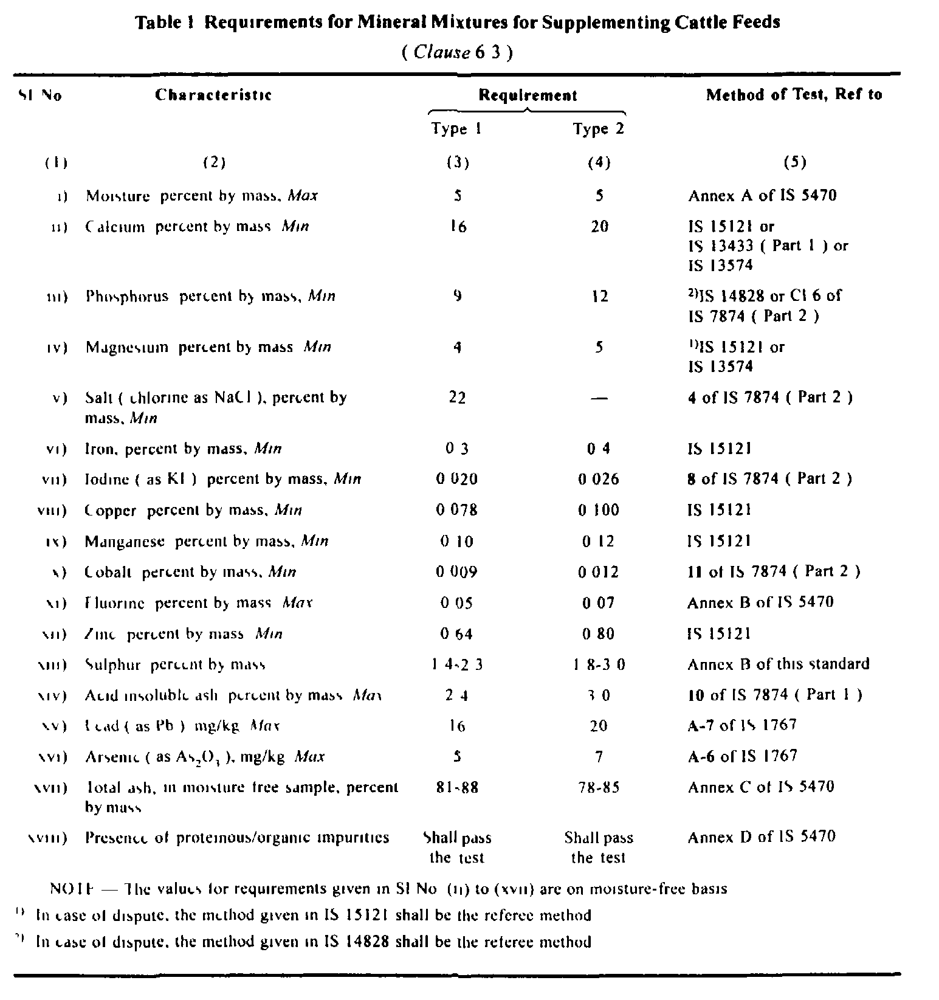 Table 1 Requirements for Mineral Mixtures for Supplementing Cattle Feeds
( Clause 6 3 )
Sl No Characteristic Requirement Method of Test, Ref to
Type 1 Type 2
(1) (2) (3) (4) (5)
i) Moisture percent by mass, Max 5 5 Annex A of IS 5470
ii) Calcium percent by mass Min 16 20 IS 15121 or
IS 13433 ( Part 1 ) or
IS 13574
iii) Phosphorus percent by mass, Min 9 12 2)IS 14828 or Cl 6 of
IS 7874 ( Part 2 )
iv) Magnesium percent by mass Min 4 5 1)IS 15121 or
IS 13574
v) Salt ( chlorine as NaCl ), percent by 22 — 4 of IS 7874 ( Part 2 )
mass, Min
vi) Iron, percent by mass, Min 0 3 0 4 IS 15121
vii) Iodine ( as KI ) percent by mass, Min 0 020 0 026 8 of IS 7874 ( Part 2 )
viii) Copper percent by mass, Min 0 078 0 100 IS 15121
ix) Manganese percent by mass, Min 0 10 0 12 IS 15121
x) Cobalt percent by mass, Min 0 009 0 012 11 of IS 7874 ( Part 2 )
xi) Fluorine percent by mass Max 0 05 0 07 Annex B of IS 5470
xii) Zinc percent by mass Min 0 64 0 80 IS 15121
xiii) Sulphur percent by mass 1 4-2 3 1 8-3 0 Annex B of this standard
xiv) Acid insoluble ash percent by mass Max 2 4 3 0 10 of IS 7874 ( Part 1 )
xv) Lead ( as Pb ) mg/kg Max 16 20 A-7 of IS 1767
xvi) Arsenic ( as As2O3 ), mg/kg Max 5 7 A-6 of IS 1767
xvii) Total ash, in moisture free sample, percent 81-88 78-85 Annex C of IS 5470
by mass
xviii) Presence of proteinous/organic impurities Shall pass Shall pass Annex D of IS 5470
the test the test
NOTE — The values for requirements given in Sl No (ii) to (xvii) are on moisture-free basis
1) In case of dispute, the method given in IS 15121 shall be the referee method
2) In case of dispute, the method given in IS 14828 shall be the referee method